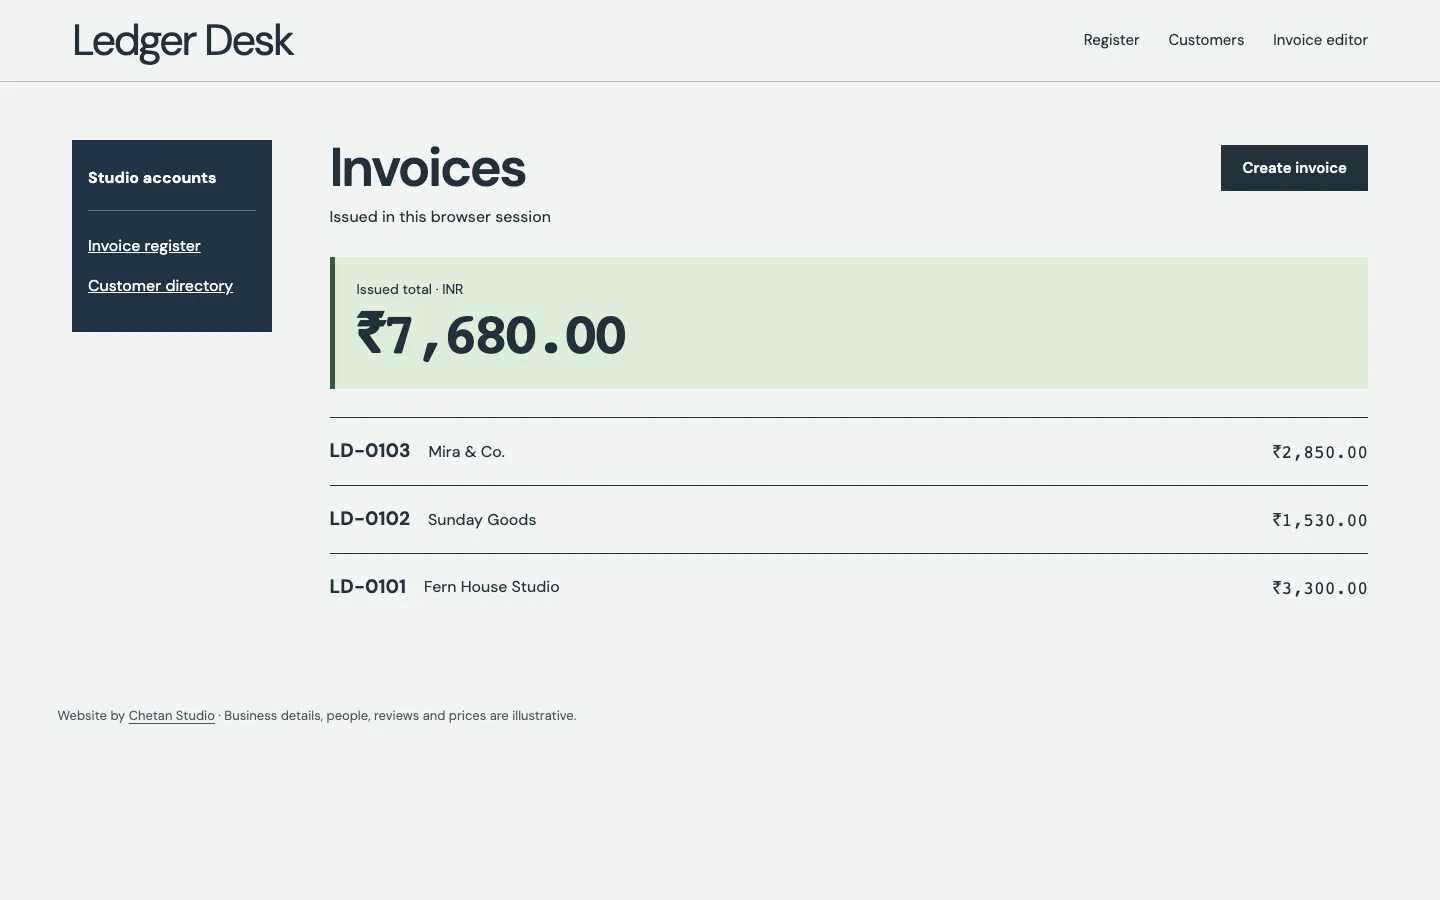 Ledger Desk
Register
Customers
Invoice editor
Studio accounts
Invoice register
Customer directory
Invoices
Create invoice
Issued in this browser session
Issued total · INR
₹7,680.00
LD-0103 Mira & Co. ₹2,850.00
LD-0102 Sunday Goods ₹1,530.00
LD-0101 Fern House Studio ₹3,300.00
Website by Chetan Studio · Business details, people, reviews and prices are illustrative.